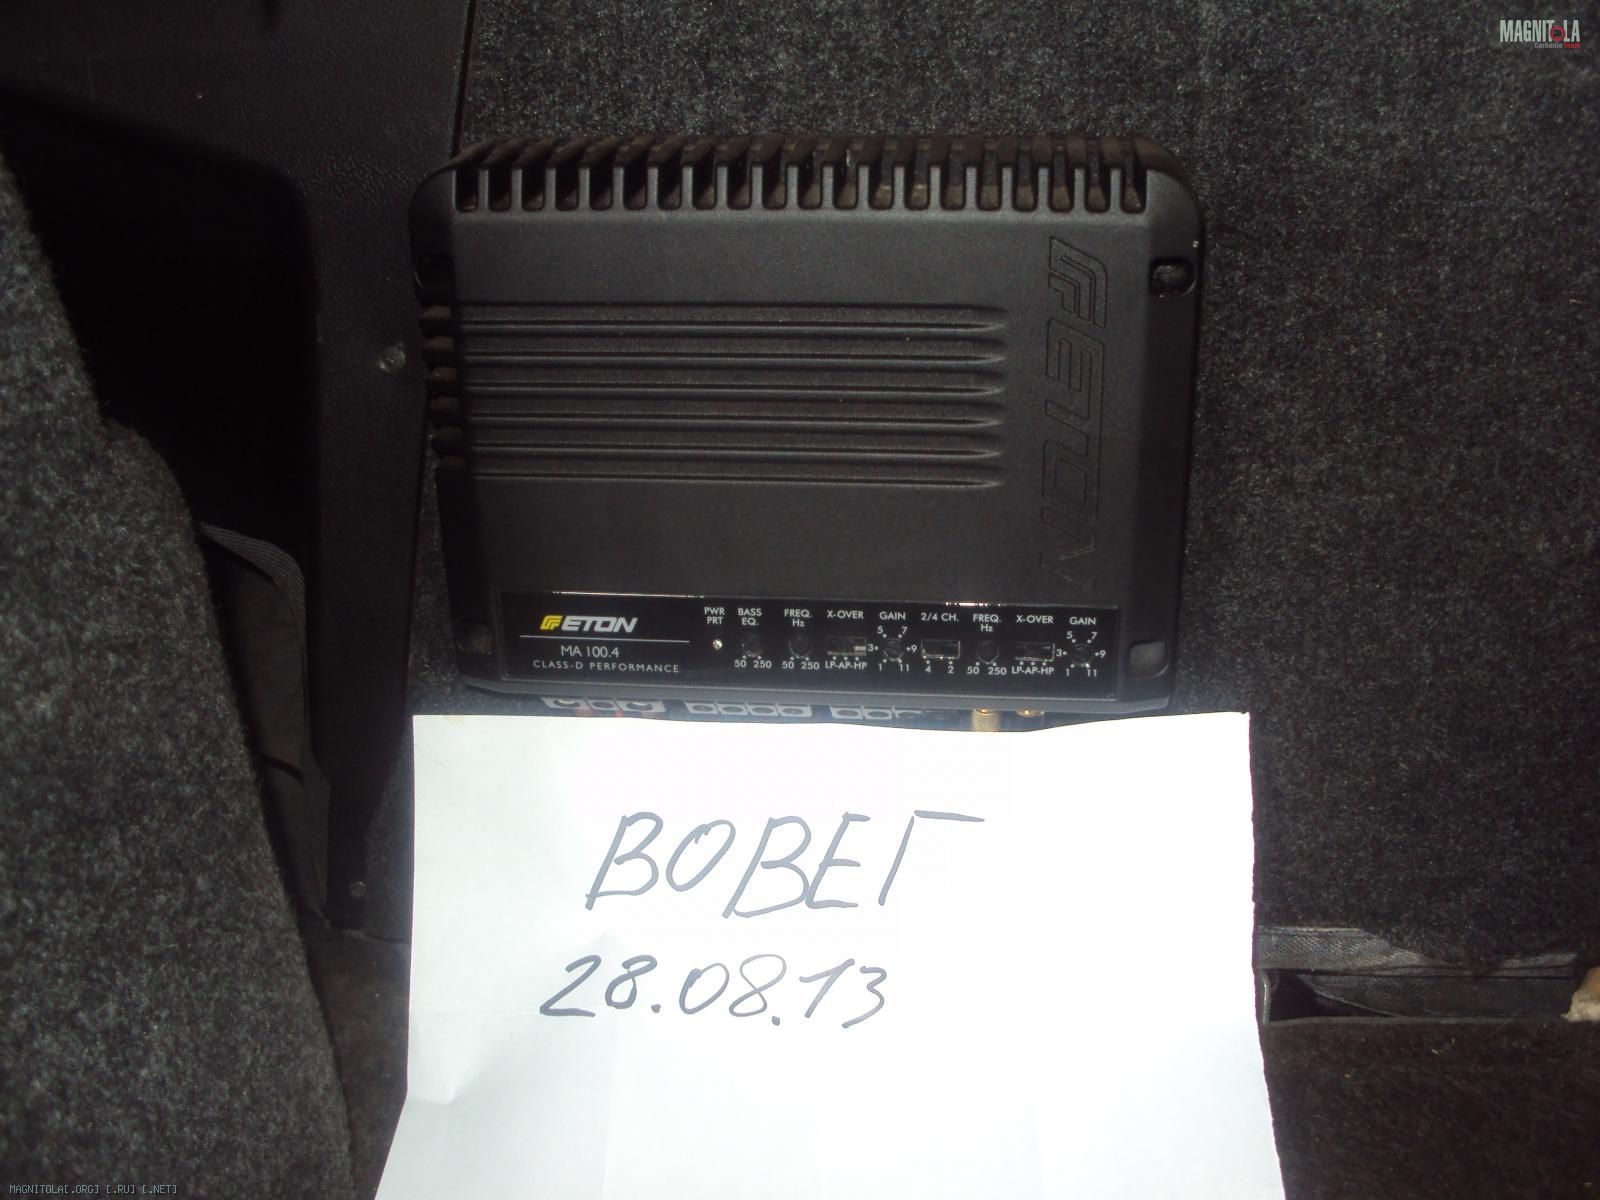 MAGNITOLA
CarAudio Team
ETON
ETON
MA 100.4
CLASS-D PERFORMANCE
PWR PRT
BASS EQ.
50 250
FREQ. Hz
50 250
X-OVER
LP-AP-HP
GAIN
5 7
3 9
1 11
2/4 CH.
4 2
FREQ. Hz
50 250
X-OVER
LP-AP-HP
GAIN
5 7
3 9
1 11
ВОВЕГ
28.08.13
MAGNITOLA[.ORG] [.RU] [.NET]